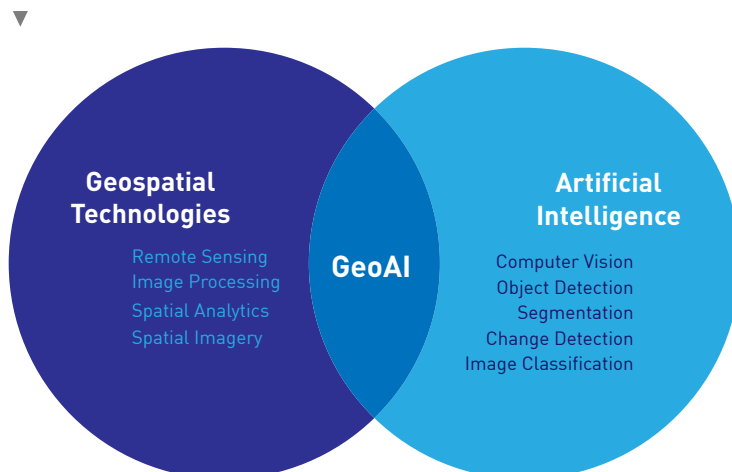 Geospatial
Technologies
Remote Sensing
Image Processing
Spatial Analytics
Spatial Imagery
GeoAI
Artificial
Intelligence
Computer Vision
Object Detection
Segmentation
Change Detection
Image Classification